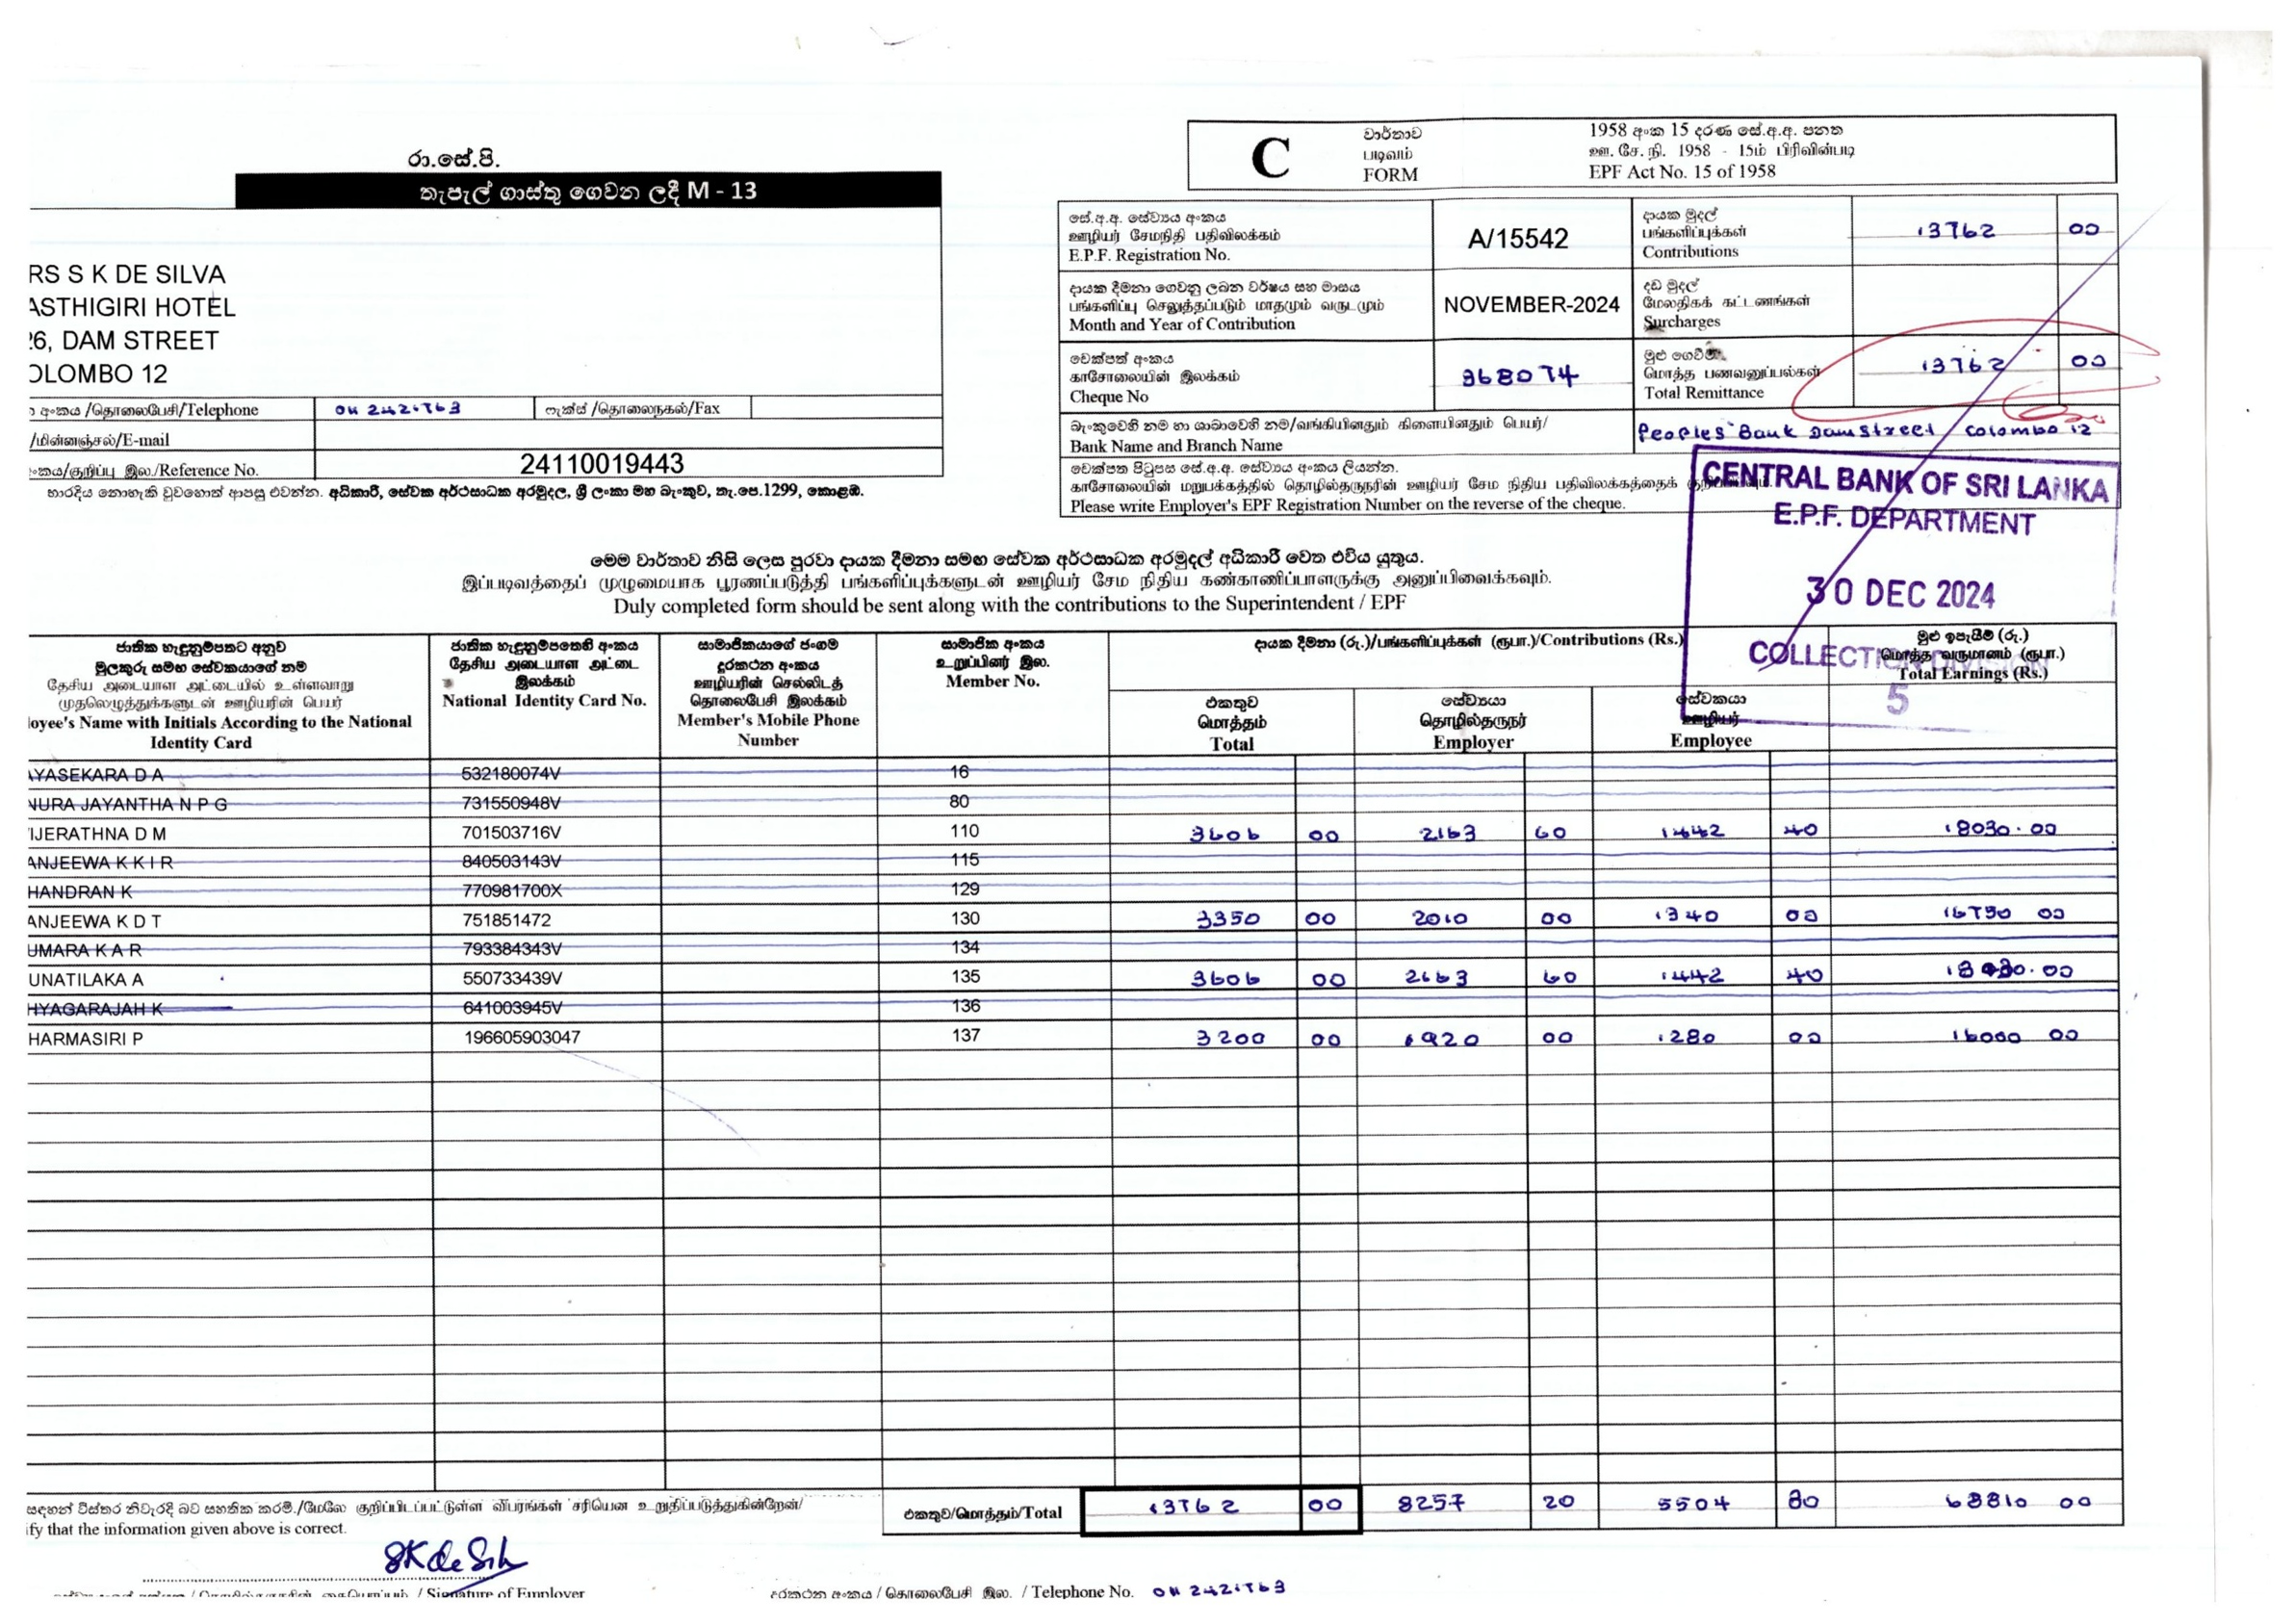 රා.සේ.පි.
තැපැල් ගාස්තු ගෙවන ලදී M - 13
C
වාර්තාව
படிவம்
FORM
1958 අංක 15 දරණ සේ.අ.අ. පනත
ஊ. சே. நி. 1958 - 15ம் பிரிவின்படி
EPF Act No. 15 of 1958
RS S K DE SILVA
ASTHIGIRI HOTEL
26, DAM STREET
OLOMBO 12
අංකය /தொலைபேசி/Telephone 011 2421763 ෆැක්ස් /தொலைநகல்/Fax
/மின்னஞ்சல்/E-mail
/குறிப்பு இல./Reference No. 24110019443
භාරදිය නොහැකි වුවහොත් ආපසු එවන්න. අධිකාරී, සේවක අර්ථසාධක අරමුදල, ශ්‍රී ලංකා මහ බැංකුව, තැ.පෙ.1299, කොළඹ.
සේ.අ.අ. සේව්‍යය අංකය
ஊழியர் சேமநிதி பதிவிலக்கம்
E.P.F. Registration No. A/15542
දායක මුදල්
பங்களிப்புக்கள்
Contributions 13762 00
දායක දීමනා ගෙවනු ලබන වර්ෂය සහ මාසය
பங்களிப்பு செலுத்தப்படும் மாதமும் வருடமும்
Month and Year of Contribution NOVEMBER-2024
දඩ මුදල්
மேலதிகக் கட்டணங்கள்
Surcharges
චෙක්පත් අංකය
காசோலையின் இலக்கம்
Cheque No 368074
මුළු ගෙවීම්
மொத்த பணவனுப்பல்கள்
Total Remittance 13762 00
බැංකුවෙහි නම හා ශාඛාවෙහි නම/வங்கியினதும் கிளையினதும் பெயர்/
Bank Name and Branch Name Peoples' Bank Damstreet Colombo 12
චෙක්පත පිටුපස සේ.අ.අ. සේව්‍යය අංකය ලියන්න.
காசோலையின் மறுபக்கத்தில் தொழில்தருநரின் ஊழியர் சேம நிதிய பதிவிலக்கத்தைக்
Please write Employer's EPF Registration Number on the reverse of the cheque.
CENTRAL BANK OF SRI LANKA
E.P.F. DEPARTMENT
30 DEC 2024
COLLECTION DIVISION
5
මෙම වාර්තාව නිසි ලෙස පුරවා දායක දීමනා සමඟ සේවක අර්ථසාධක අරමුදල් අධිකාරී වෙත එවිය යුතුය.
இப்படிவத்தைப் முழுமையாக பூரணப்படுத்தி பங்களிப்புக்களுடன் ஊழியர் சேம நிதிய கண்காணிப்பாளருக்கு அனுப்பிவைக்கவும்.
Duly completed form should be sent along with the contributions to the Superintendent / EPF
ජාතික හැඳුනුම්පතට අනුව
මුලකුරු සමඟ සේවකයාගේ නම
தேசிய அடையாள அட்டையில் உள்ளவாறு
முதலெழுத்துக்களுடன் ஊழியரின் பெயர்
loyee's Name with Initials According to the National
Identity Card
ජාතික හැඳුනුම්පතෙහි අංකය
தேசிய அடையாள அட்டை
இலக்கம்
National Identity Card No.
සාමාජිකයාගේ ජංගම
දුරකථන අංකය
ஊழியரின் செல்லிடத்
தொலைபேசி இலக்கம்
Member's Mobile Phone
Number
සාමාජික අංකය
உறுப்பினர் இல.
Member No.
දායක දීමනා (රු.)/பங்களிப்புக்கள் (ரூபா.)/Contributions (Rs.)
එකතුව
மொத்தம்
Total
සේව්‍යයා
தொழில்தருநர்
Employer
සේවකයා
ஊழியர்
Employee
මුළු ඉපැයීම් (රු.)
மொத்த வருமானம் (ரூபா.)
Total Earnings (Rs.)
AYASEKARA D A 532180074V 16
NURA JAYANTHA N P G 731550948V 80
IJERATHNA D M 701503716V 110 3606 00 2163 60 1442 40 18030.00
ANJEEWA K K I R 840503143V 115
HANDRAN K 770981700X 129
ANJEEWA K D T 751851472 130 3350 00 2010 00 1340 00 16750 00
UMARA K A R 793384343V 134
UNATILAKA A 550733439V 135 3606 00 2163 60 1442 40 18030.00
HYAGARAJAH K 641003945V 136
HARMASIRI P 196605903047 137 3200 00 1920 00 1280 00 16000 00
සඳහන් විස්තර නිවැරදි බව සහතික කරමි./மேலே குறிப்பிடப்பட்டுள்ள விபரங்கள் சரியென உறுதிப்படுத்துகின்றேன்/
ify that the information given above is correct.
එකතුව/மொத்தம்/Total 13762 00 8257 20 5504 80 68810 00
SK de Silva
/ Signature of Employer
දුරකථන අංකය / தொலைபேசி இல. / Telephone No. 011 2421763